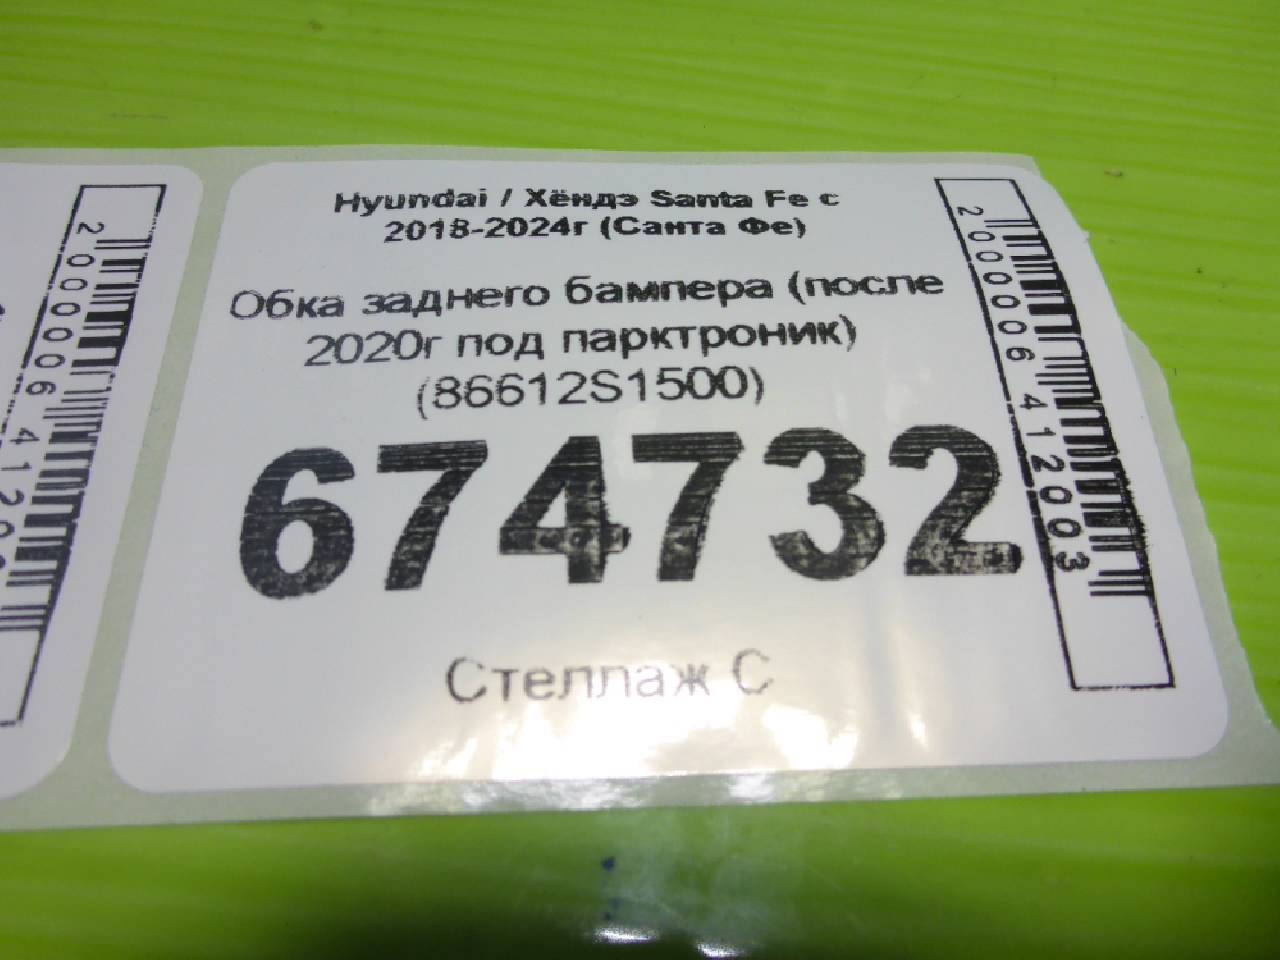 Hyundai / Хёндэ Santa Fe с
2018-2024г (Санта Фе)
Обка заднего бампера (после
2020г под парктроник)
(86612S1500)
674732
Стеллаж С
2000006412003